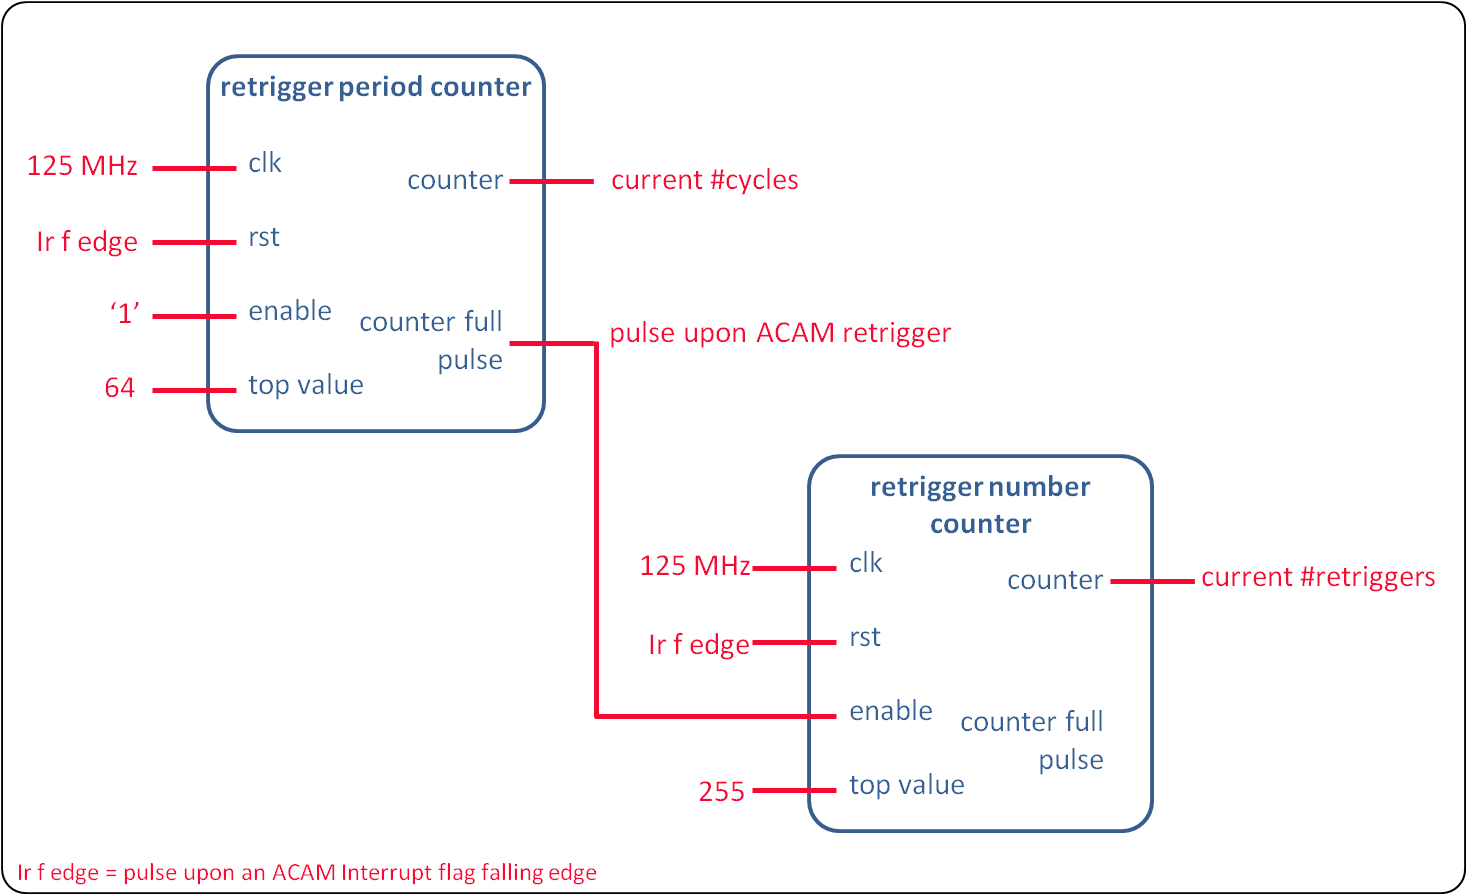 retrigger period counter
125 MHz
clk
counter
current #cycles
Ir f edge
rst
‘1’
enable
counter full
pulse
pulse upon ACAM retrigger
64
top value
retrigger number
counter
125 MHz
clk
counter
current #retriggers
Ir f edge
rst
enable
counter full
pulse
255
top value
Ir f edge = pulse upon an ACAM Interrupt flag falling edge